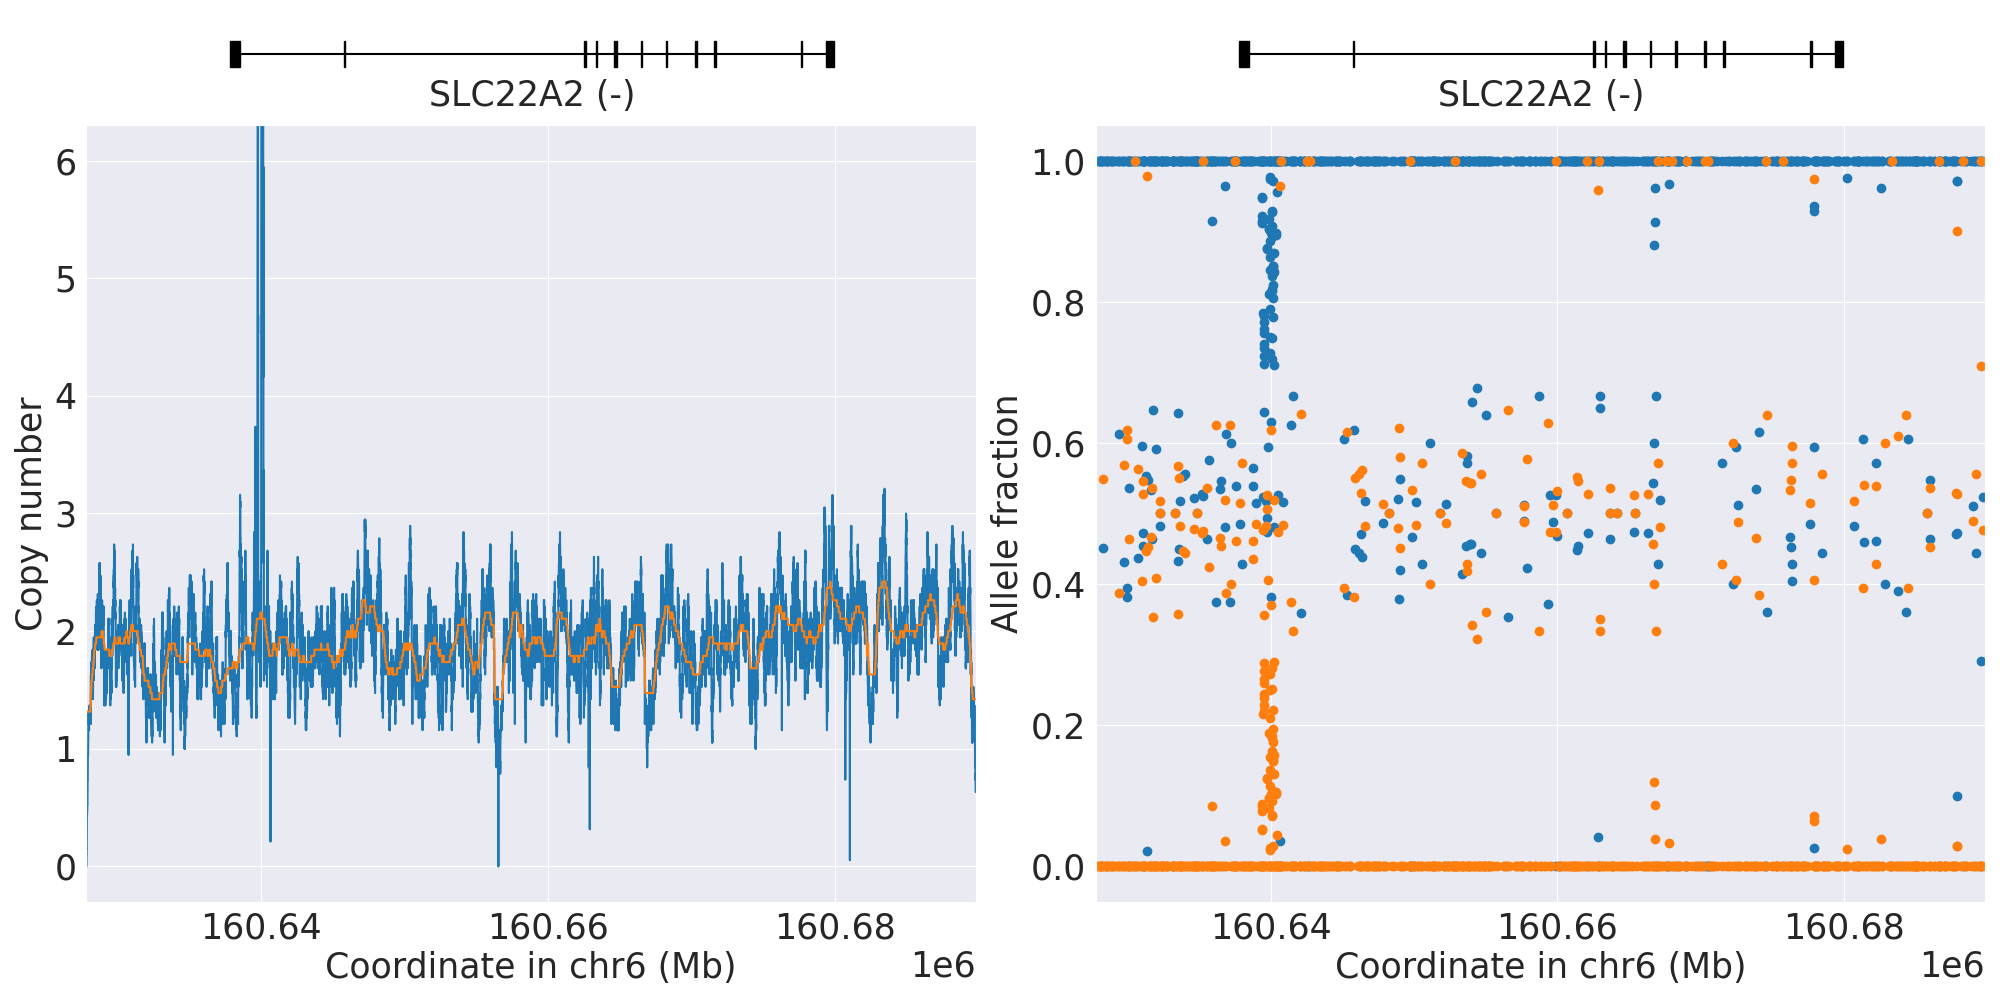 SLC22A2 (-)
6
5
4
3
2
1
0
Copy number
160.64
160.66
160.68
Coordinate in chr6 (Mb)
1e6
SLC22A2 (-)
1.0
0.8
0.6
0.4
0.2
0.0
Allele fraction
160.64
160.66
160.68
Coordinate in chr6 (Mb)
1e6